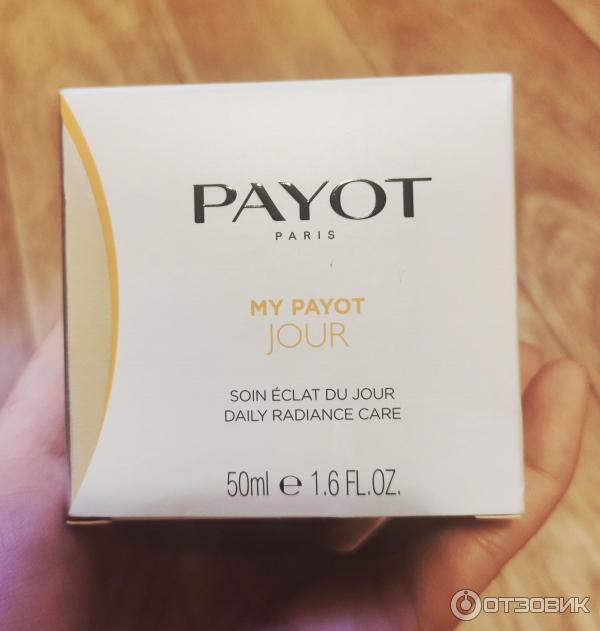 PAYOT
PARIS
MY PAYOT
JOUR
SOIN ÉCLAT DU JOUR
DAILY RADIANCE CARE
50ml ℮ 1.6 FL.OZ.
ОТЗОВИК